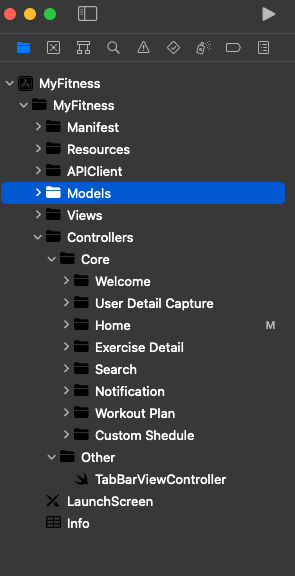 MyFitness
MyFitness
Manifest
Resources
APIClient
Models
Views
Controllers
Core
Welcome
User Detail Capture
Home M
Exercise Detail
Search
Notification
Workout Plan
Custom Shedule
Other
TabBarViewController
LaunchScreen
Info